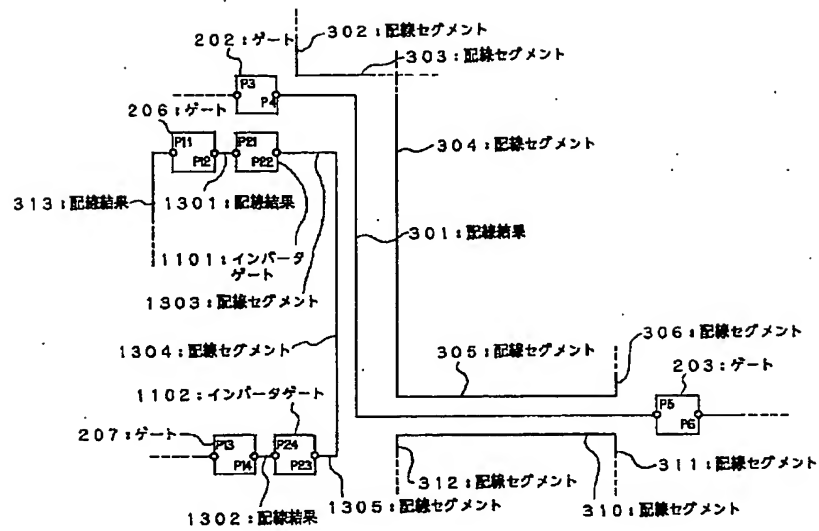 302:配線セグメント
202:ゲート
303:配線セグメント
P3
P4
206:ゲート
P11
P12
P21
P22
304:配線セグメント
313:配線結果
1301:配線結果
301:配線結果
1101:インバータ
ゲート
1303:配線セグメント
306:配線セグメント
1304:配線セグメント
305:配線セグメント
203:ゲート
1102:インバータゲート
P5
P6
207:ゲート
P13
P14
P24
P23
311:配線セグメント
312:配線セグメント
1305:配線セグメント
310:配線セグメント
1302:配線結果